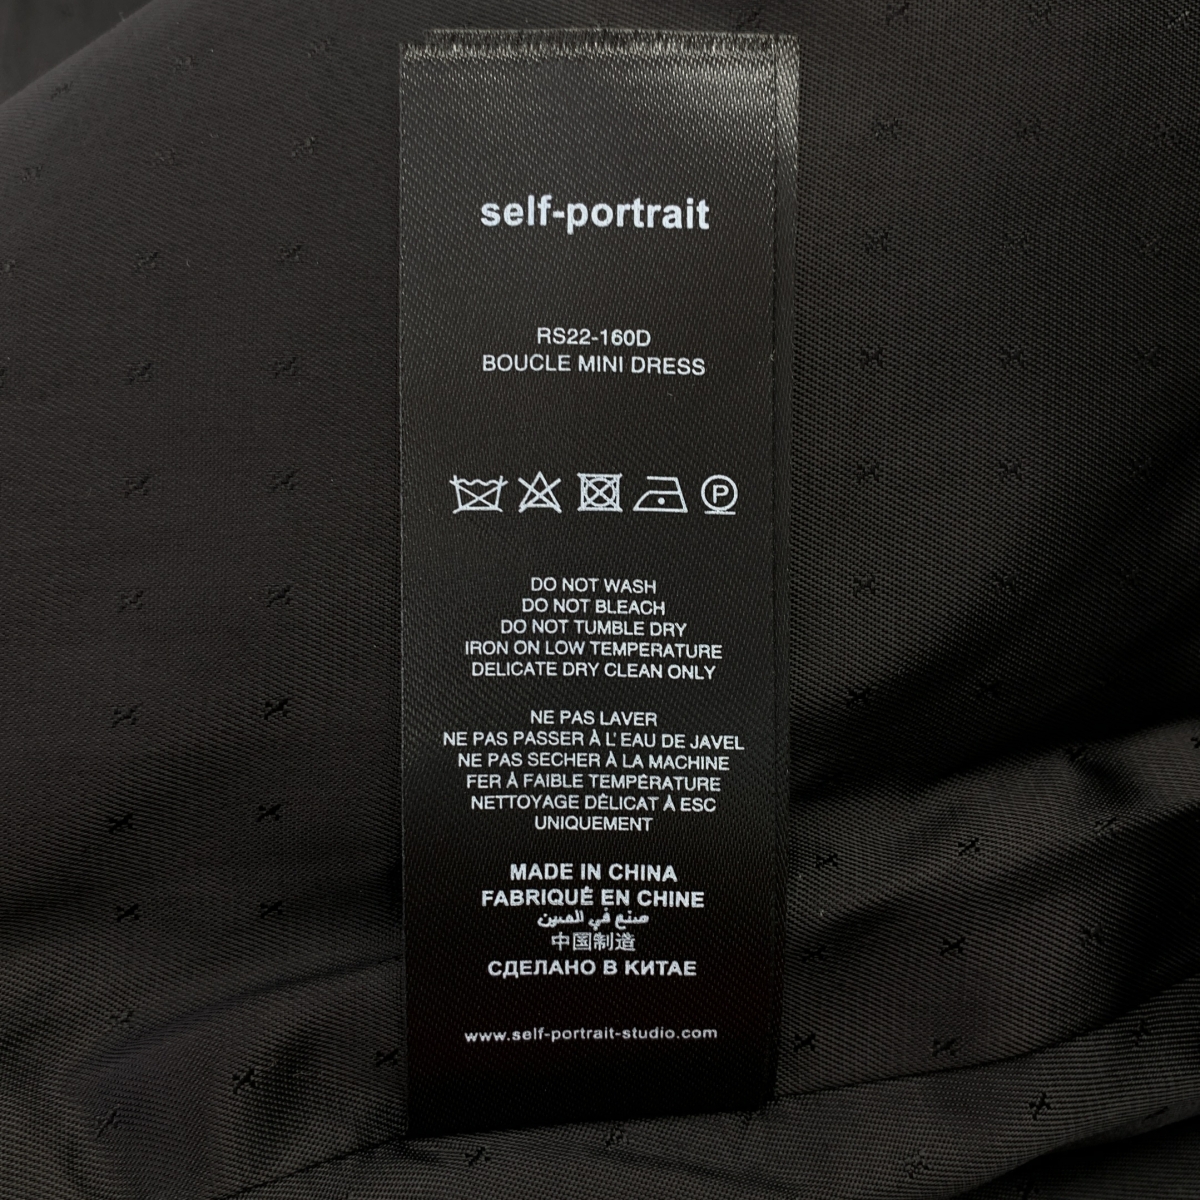 self-portrait
RS22-160D
BOUCLE MINI DRESS
P
DO NOT WASH
DO NOT BLEACH
DO NOT TUMBLE DRY
IRON ON LOW TEMPERATURE
DELICATE DRY CLEAN ONLY
NE PAS LAVER
NE PAS PASSER À L'EAU DE JAVEL
NE PAS SECHER À LA MACHINE
FER À FAIBLE TEMPÉRATURE
NETTOYAGE DÉLICAT À ESC
UNIQUEMENT
MADE IN CHINA
FABRIQUÉ EN CHINE
صنع في الصين
中国制造
СДЕЛАНО В КИТАЕ
www.self-portrait-studio.com